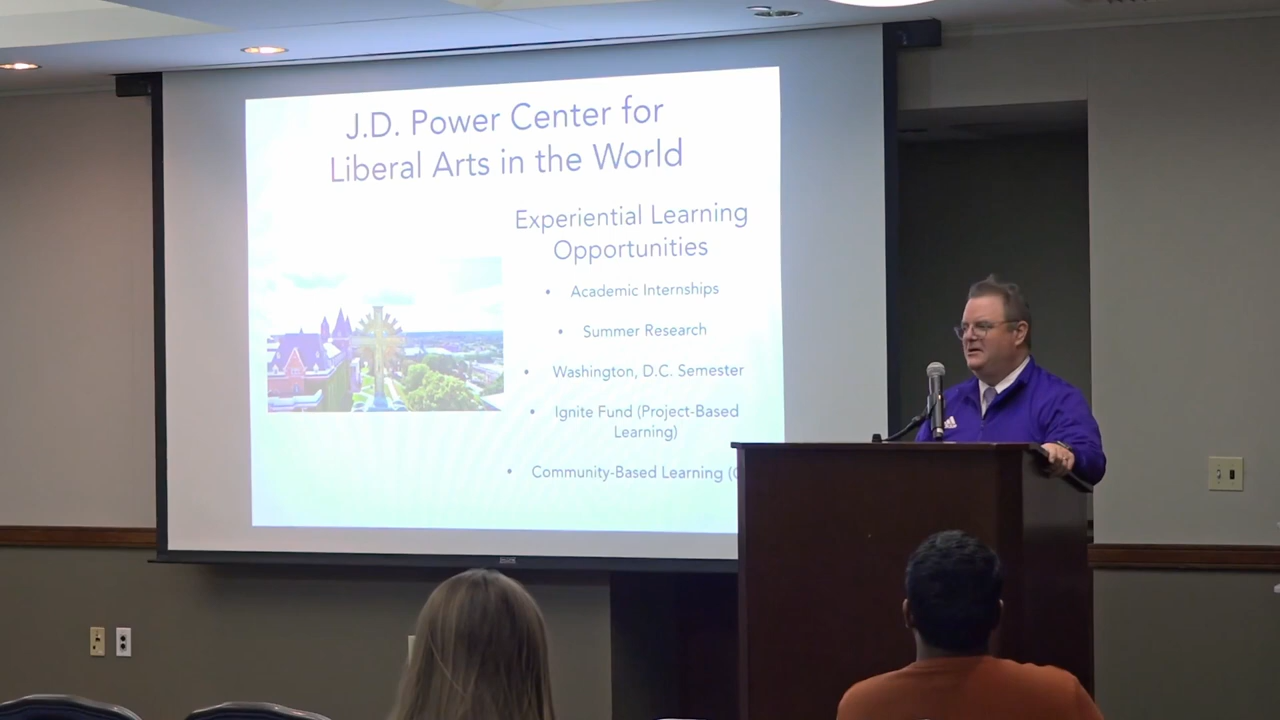 J.D. Power Center for
Liberal Arts in the World
Experiential Learning
Opportunities
• Academic Internships
• Summer Research
• Washington, D.C. Semester
• Ignite Fund (Project-Based
Learning)
• Community-Based Learning (